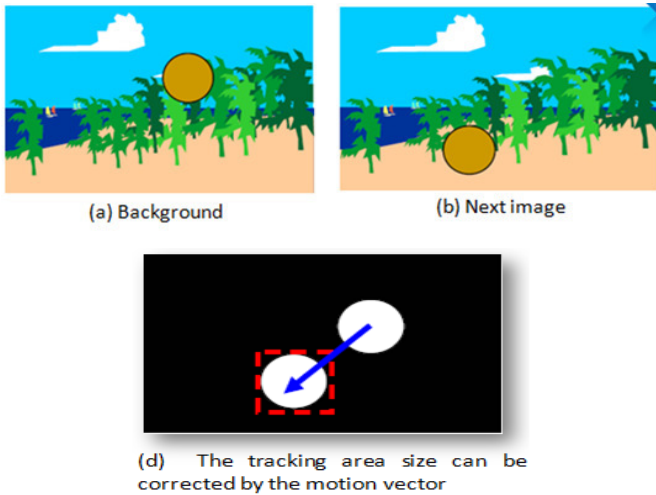 (a) Background
(b) Next image
(d) The tracking area size can be
corrected by the motion vector